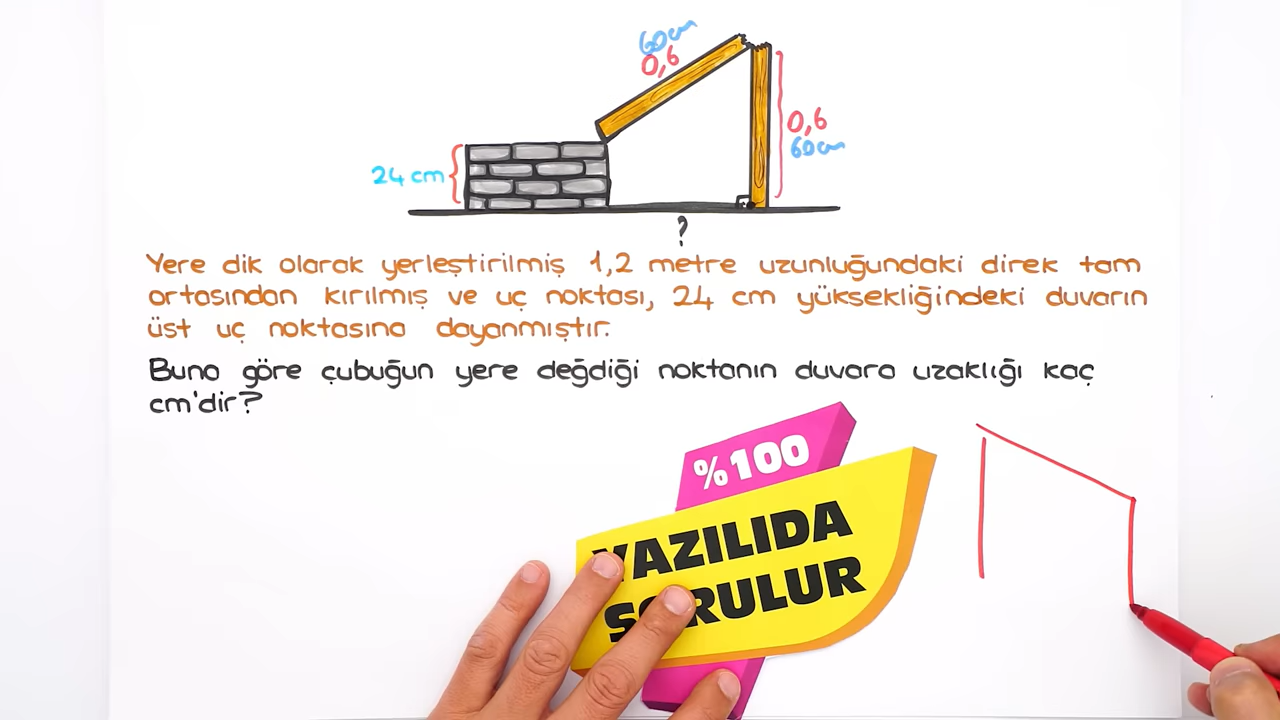 60cm
0,6
0,6
60cm
24 cm
?
Yere dik olarak yerleştirilmiş 1,2 metre uzunluğundaki direk tam
ortasından kırılmış ve uç noktası, 24 cm yüksekliğindeki duvarın
üst uç noktasına dayanmıştır.
Buna göre çubuğun yere değdiği noktanın duvara uzaklığı kaç
cm'dir?
%100
YAZILIDA
SORULUR